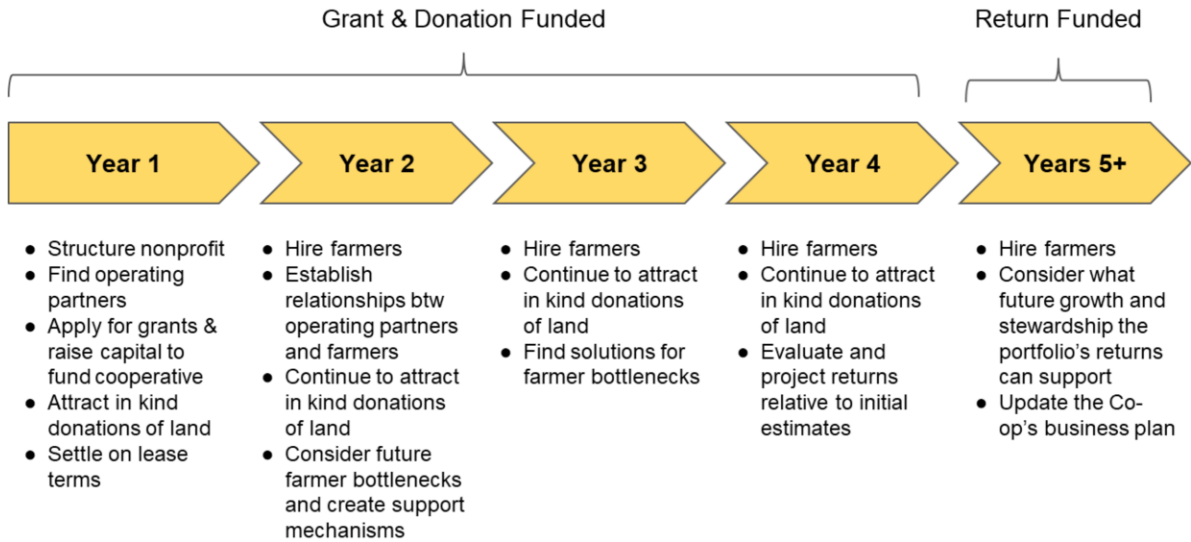 Grant & Donation Funded
Return Funded
Year 1
Year 2
Year 3
Year 4
Years 5+
● Structure nonprofit
● Find operating
partners
● Apply for grants &
raise capital to
fund cooperative
● Attract in kind
donations of land
● Settle on lease
terms
● Hire farmers
● Establish
relationships btw
operating partners
and farmers
● Continue to attract
in kind donations
of land
● Consider future
farmer bottlenecks
and create support
mechanisms
● Hire farmers
● Continue to attract
in kind donations
of land
● Find solutions for
farmer bottlenecks
● Hire farmers
● Continue to attract
in kind donations
of land
● Evaluate and
project returns
relative to initial
estimates
● Hire farmers
● Consider what
future growth and
stewardship the
portfolio's returns
can support
● Update the Co-
op's business plan